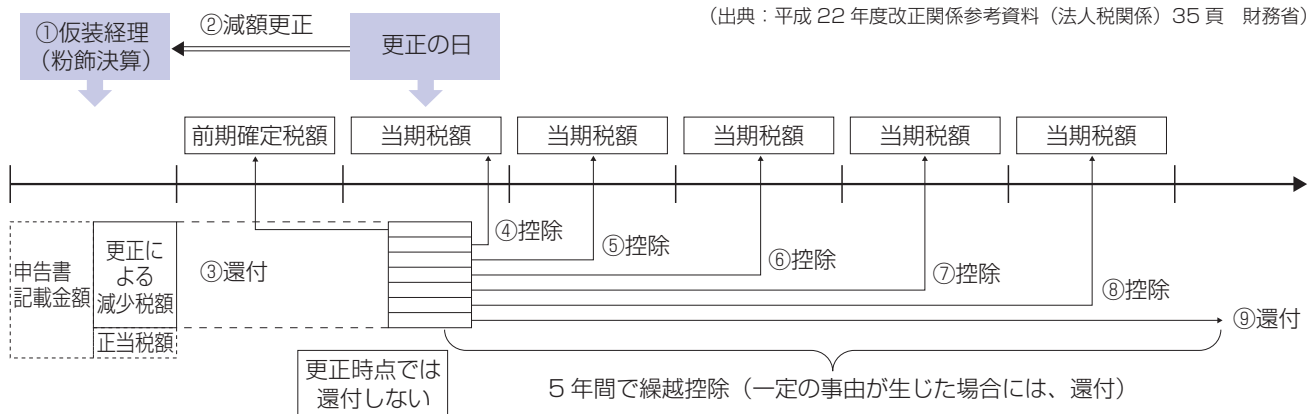 (出典：平成 22 年度改正関係参考資料（法人税関係）35 頁　財務省)
①仮装経理
（粉飾決算）
②減額更正
更正の日
前期確定税額
当期税額
当期税額
当期税額
当期税額
当期税額
申告書
記載金額
更正に
よる
減少税額
正当税額
③還付
④控除
⑤控除
⑥控除
⑦控除
⑧控除
⑨還付
更正時点では
還付しない
5 年間で繰越控除（一定の事由が生じた場合には、還付）